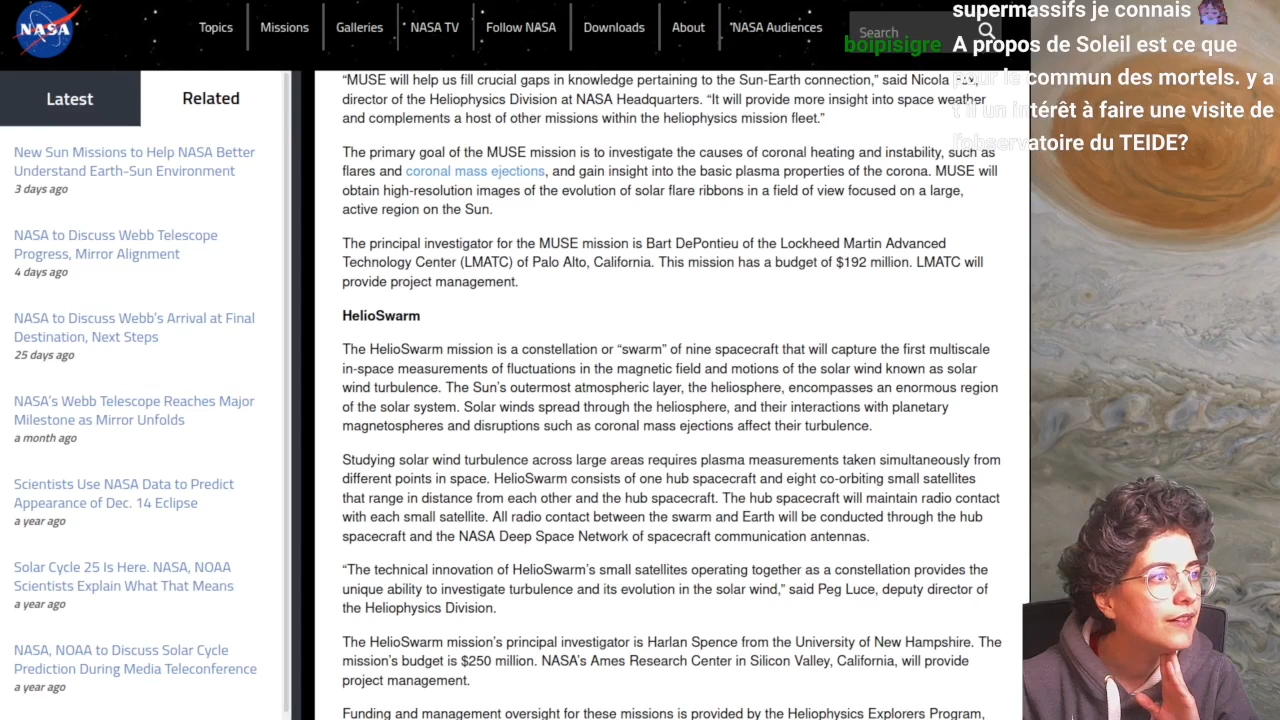 NASA
Topics
Missions
Galleries
NASA TV
Follow NASA
Downloads
About
NASA Audiences
Search
supermassifs je connais
boipisigre A propos de Soleil est ce que
pour le commun des mortels. y a
t'il un intérêt à faire une visite de
l'observatoire du TEIDE?
Latest
Related
New Sun Missions to Help NASA Better
Understand Earth-Sun Environment
3 days ago
NASA to Discuss Webb Telescope
Progress, Mirror Alignment
4 days ago
NASA to Discuss Webb's Arrival at Final
Destination, Next Steps
25 days ago
NASA's Webb Telescope Reaches Major
Milestone as Mirror Unfolds
a month ago
Scientists Use NASA Data to Predict
Appearance of Dec. 14 Eclipse
a year ago
Solar Cycle 25 Is Here. NASA, NOAA
Scientists Explain What That Means
a year ago
NASA, NOAA to Discuss Solar Cycle
Prediction During Media Teleconference
a year ago
“MUSE will help us fill crucial gaps in knowledge pertaining to the Sun-Earth connection,” said Nicola
director of the Heliophysics Division at NASA Headquarters. “It will provide more insight into space weather
and complements a host of other missions within the heliophysics mission fleet.”
The primary goal of the MUSE mission is to investigate the causes of coronal heating and instability, such as
flares and coronal mass ejections, and gain insight into the basic plasma properties of the corona. MUSE will
obtain high-resolution images of the evolution of solar flare ribbons in a field of view focused on a large,
active region on the Sun.
The principal investigator for the MUSE mission is Bart DePontieu of the Lockheed Martin Advanced
Technology Center (LMATC) of Palo Alto, California. This mission has a budget of $192 million. LMATC will
provide project management.
HelioSwarm
The HelioSwarm mission is a constellation or “swarm” of nine spacecraft that will capture the first multiscale
in-space measurements of fluctuations in the magnetic field and motions of the solar wind known as solar
wind turbulence. The Sun's outermost atmospheric layer, the heliosphere, encompasses an enormous region
of the solar system. Solar winds spread through the heliosphere, and their interactions with planetary
magnetospheres and disruptions such as coronal mass ejections affect their turbulence.
Studying solar wind turbulence across large areas requires plasma measurements taken simultaneously from
different points in space. HelioSwarm consists of one hub spacecraft and eight co-orbiting small satellites
that range in distance from each other and the hub spacecraft. The hub spacecraft will maintain radio contact
with each small satellite. All radio contact between the swarm and Earth will be conducted through the hub
spacecraft and the NASA Deep Space Network of spacecraft communication antennas.
“The technical innovation of HelioSwarm's small satellites operating together as a constellation provides the
unique ability to investigate turbulence and its evolution in the solar wind,” said Peg Luce, deputy director of
the Heliophysics Division.
The HelioSwarm mission's principal investigator is Harlan Spence from the University of New Hampshire. The
mission's budget is $250 million. NASA's Ames Research Center in Silicon Valley, California, will provide
project management.
Funding and management oversight for these missions is provided by the Heliophysics Explorers Program,